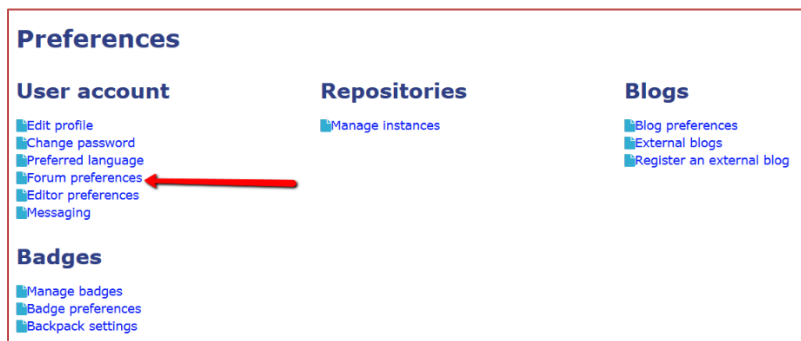 Preferences
User account
Edit profile
Change password
Preferred language
Forum preferences
Editor preferences
Messaging
Repositories
Manage instances
Blogs
Blog preferences
External blogs
Register an external blog
Badges
Manage badges
Badge preferences
Backpack settings